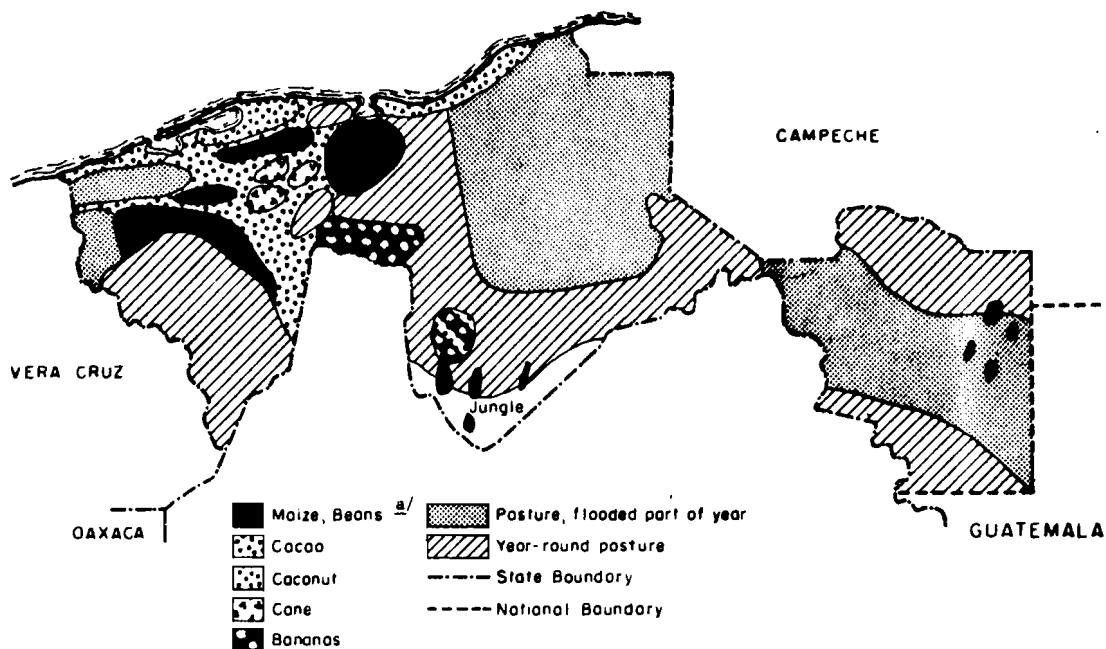 CAMPECHE
VERA CRUZ
Jungle
OAXACA
GUATEMALA
Maize, Beans a/
Cacao
Caconut
Cane
Bananas
Pasture, flooded part of year
Year-round pasture
State Boundary
National Boundary